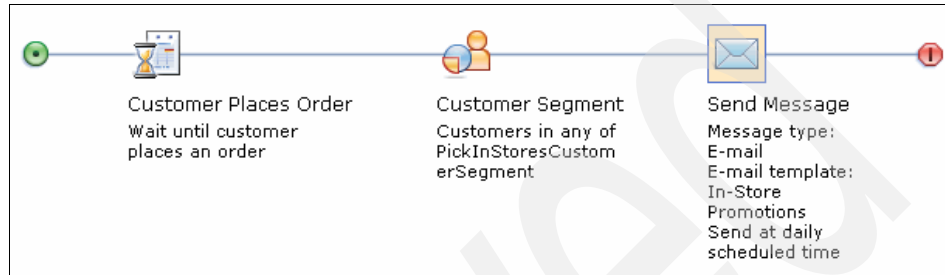 Customer Places Order
Wait until customer
places an order
Customer Segment
Customers in any of
PickInStoresCustom
erSegment
Send Message
Message type:
E-mail
E-mail template:
In-Store
Promotions
Send at daily
scheduled time